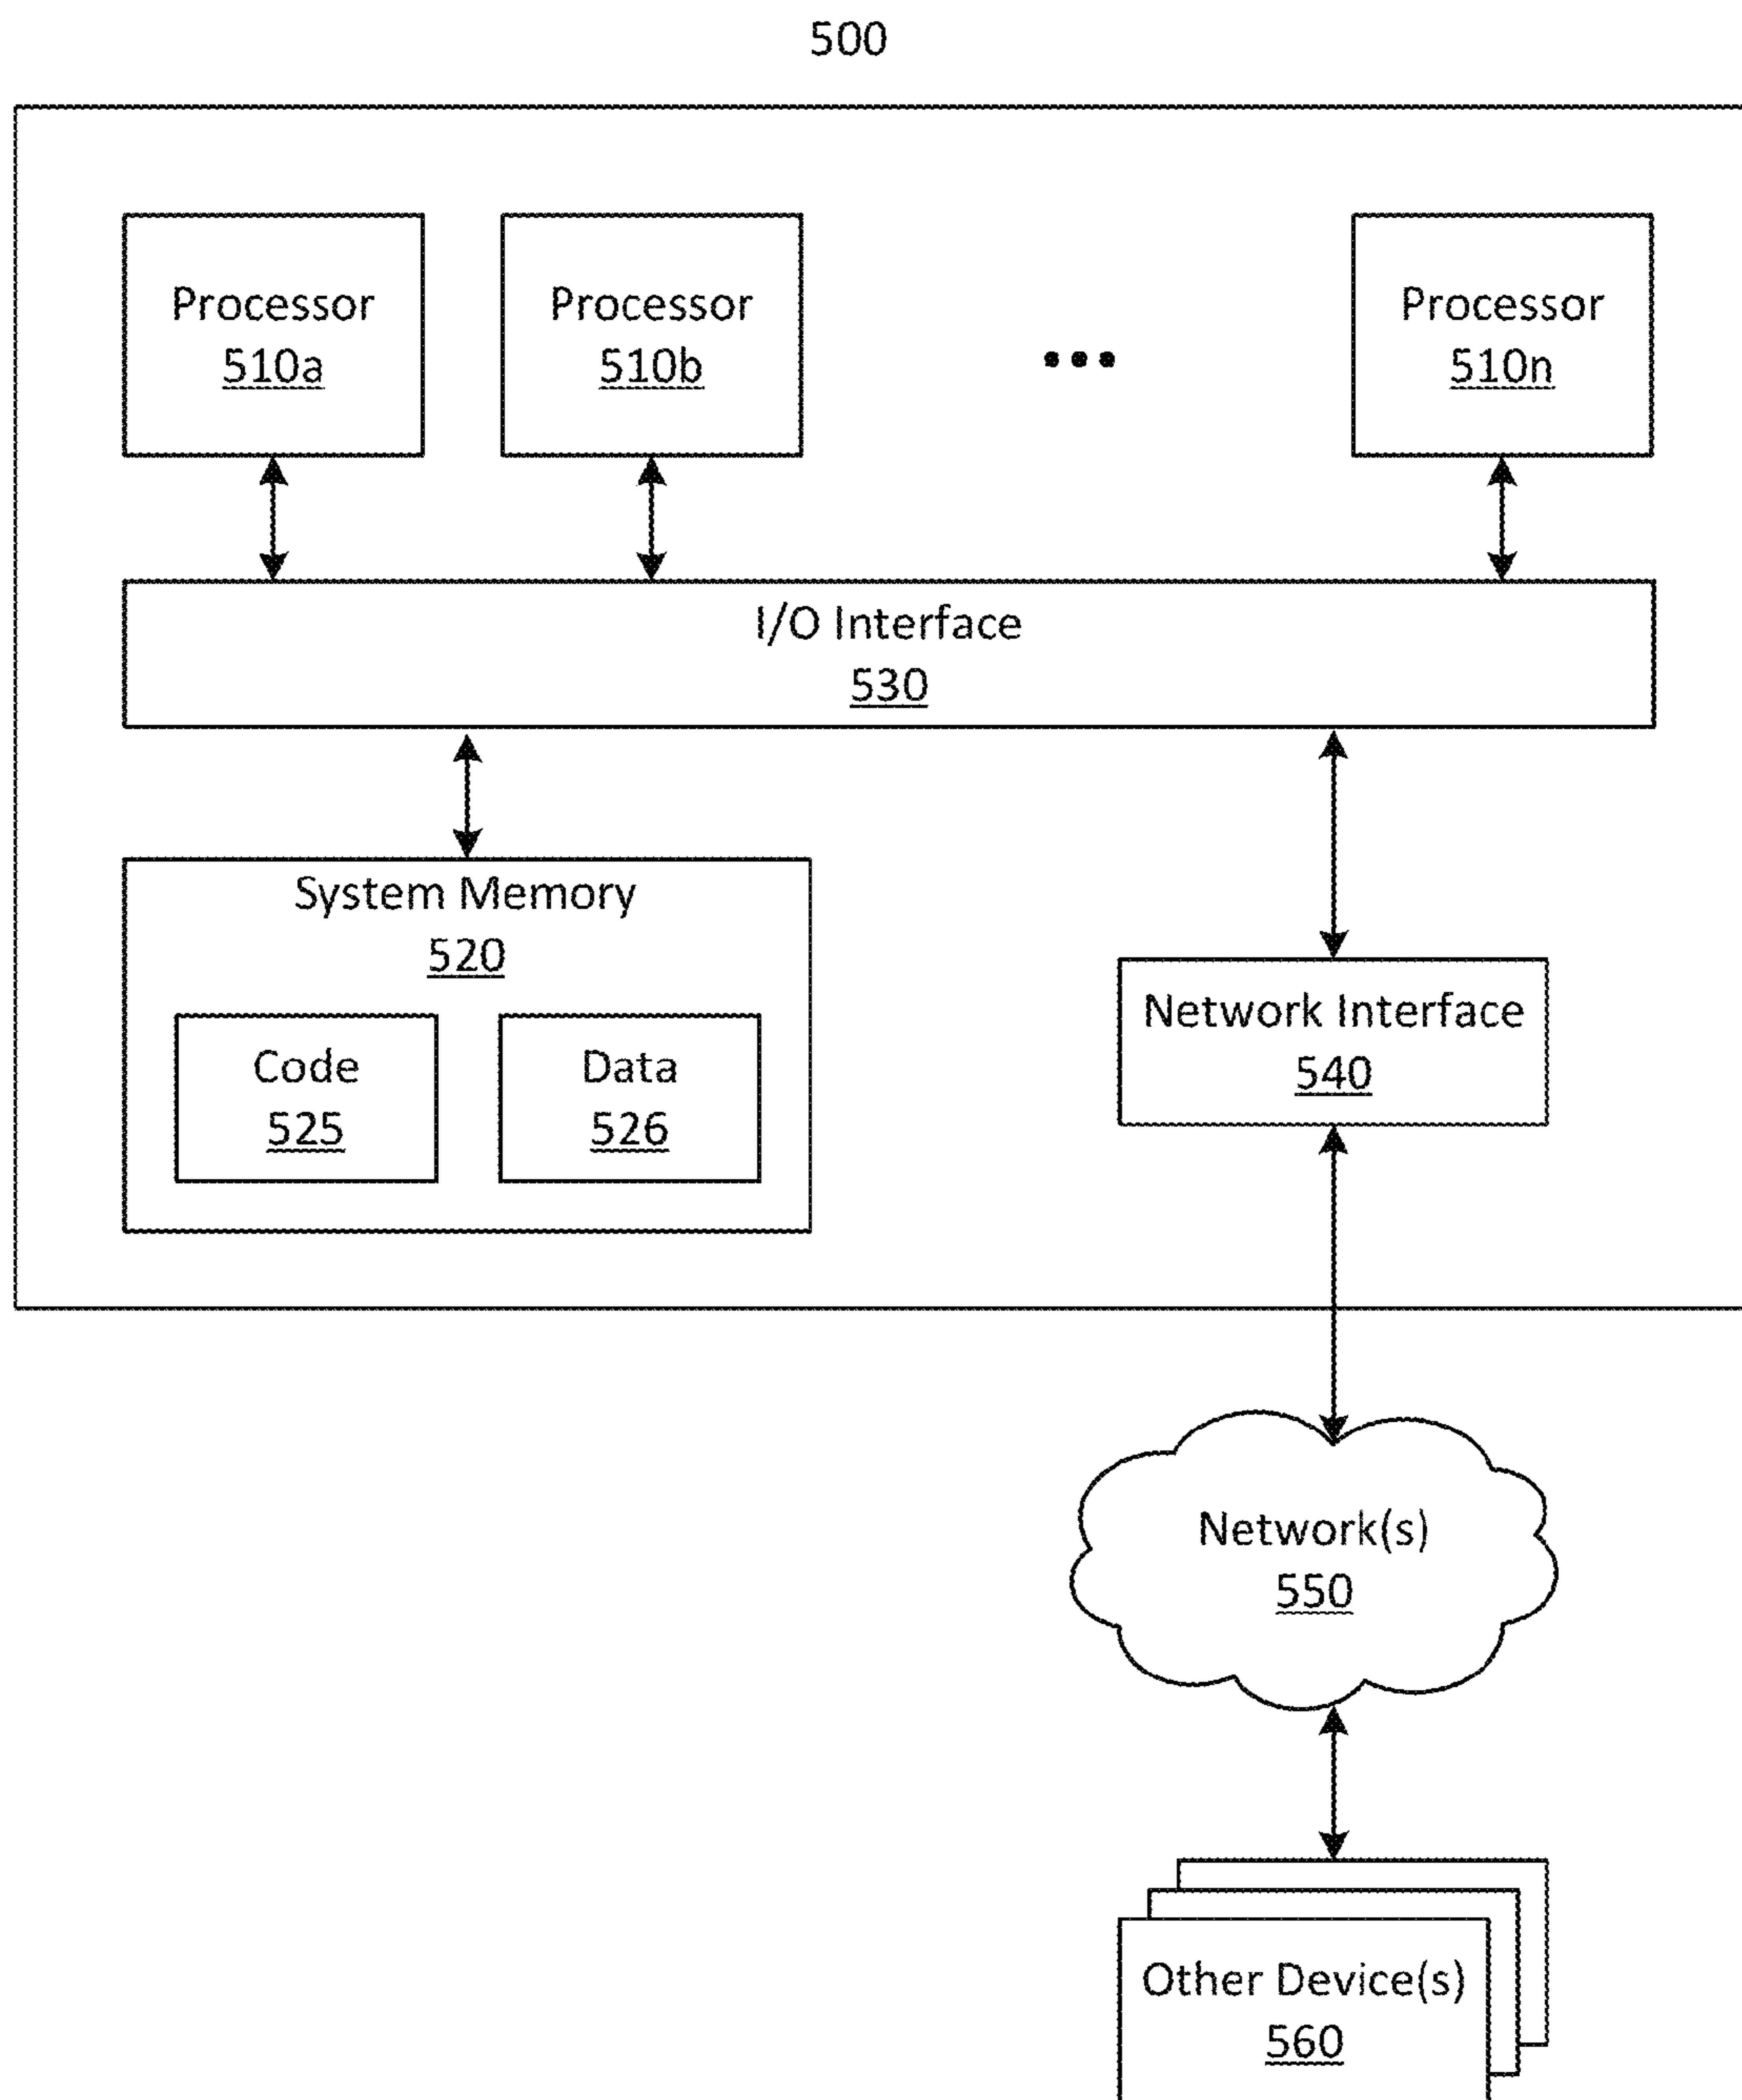 500
Processor
510a
Processor
510b
Processor
510n
I/O Interface
530
System Memory
520
Code
525
Data
526
Network Interface
540
Network(s)
550
Other Device(s)
560